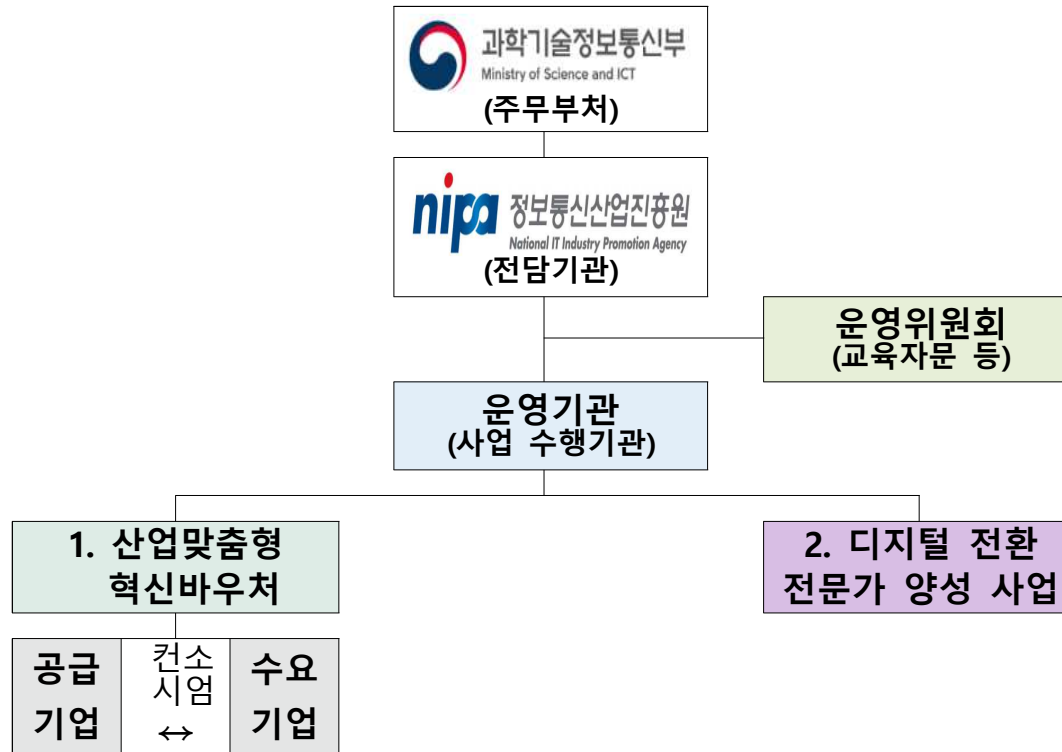 과학기술정보통신부
Ministry of Science and ICT
(주무부처)
nipa 정보통신산업진흥원
National IT Industry Promotion Agency
(전담기관)
운영위원회
(교육자문 등)
운영기관
(사업 수행기관)
1. 산업맞춤형
혁신바우처
2. 디지털 전환
전문가 양성 사업
공급
기업
컨소
시엄
↔
수요
기업